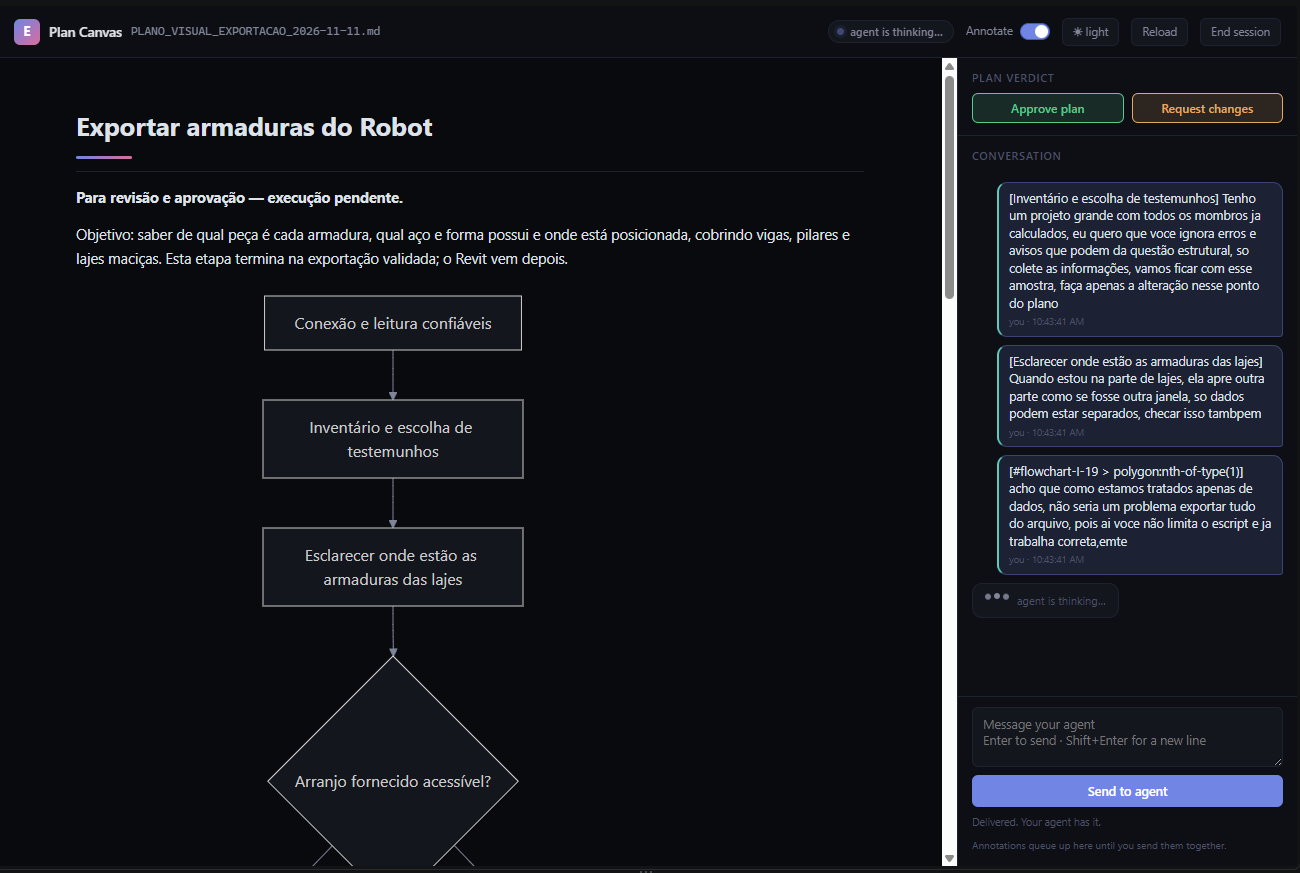 E Plan Canvas PLANO_VISUAL_EXPORTACAO_2026-11-11.md
agent is thinking... Annotate ☀ light Reload End session
Exportar armaduras do Robot
Para revisão e aprovação — execução pendente.
Objetivo: saber de qual peça é cada armadura, qual aço e forma possui e onde está posicionada, cobrindo vigas, pilares e
lajes maciças. Esta etapa termina na exportação validada; o Revit vem depois.
Conexão e leitura confiáveis
Inventário e escolha de
testemunhos
Esclarecer onde estão as
armaduras das lajes
Arranjo fornecido acessível?
PLAN VERDICT
Approve plan Request changes
CONVERSATION
[Inventário e escolha de testemunhos] Tenho
um projeto grande com todos os mombros ja
calculados, eu quero que voce ignora erros e
avisos que podem da questão estrutural, so
colete as informações, vamos ficar com esse
amostra, faça apenas a alteração nesse ponto
do plano
you · 10:43:41 AM
[Esclarecer onde estão as armaduras das lajes]
Quando estou na parte de lajes, ela apre outra
parte como se fosse outra janela, so dados
podem estar separados, checar isso tambpem
you · 10:43:41 AM
[#flowchart-I-19 > polygon:nth-of-type(1)]
acho que como estamos tratados apenas de
dados, não seria um problema exportar tudo
do arquivo, pois ai voce não limita o escript e ja
trabalha correta,emte
you · 10:43:41 AM
agent is thinking...
Message your agent
Enter to send · Shift+Enter for a new line
Send to agent
Delivered. Your agent has it.
Annotations queue up here until you send them together.